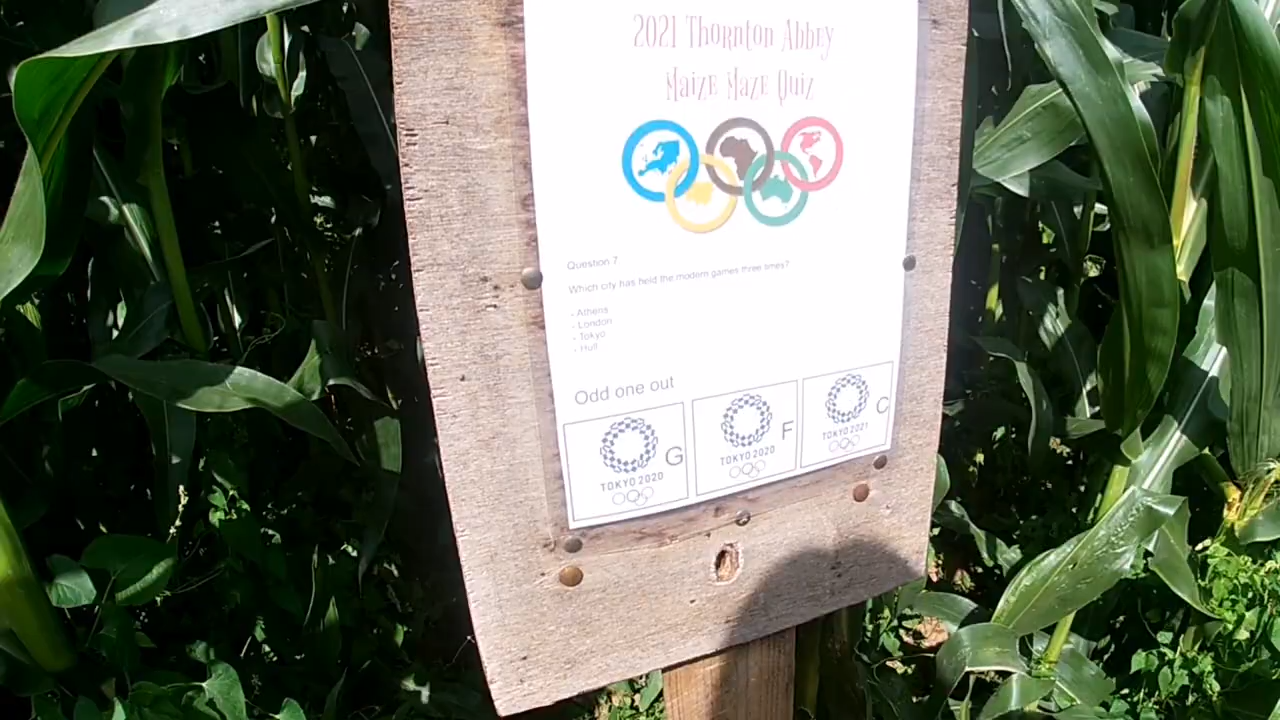 2021 Thornton Abbey
Maize Maze Quiz
Question 7
Which city has held the modern games three times?
- Athens
- London
- Tokyo
- Hull
Odd one out
G
TOKYO 2020
F
TOKYO 2020
C
TOKYO 2021